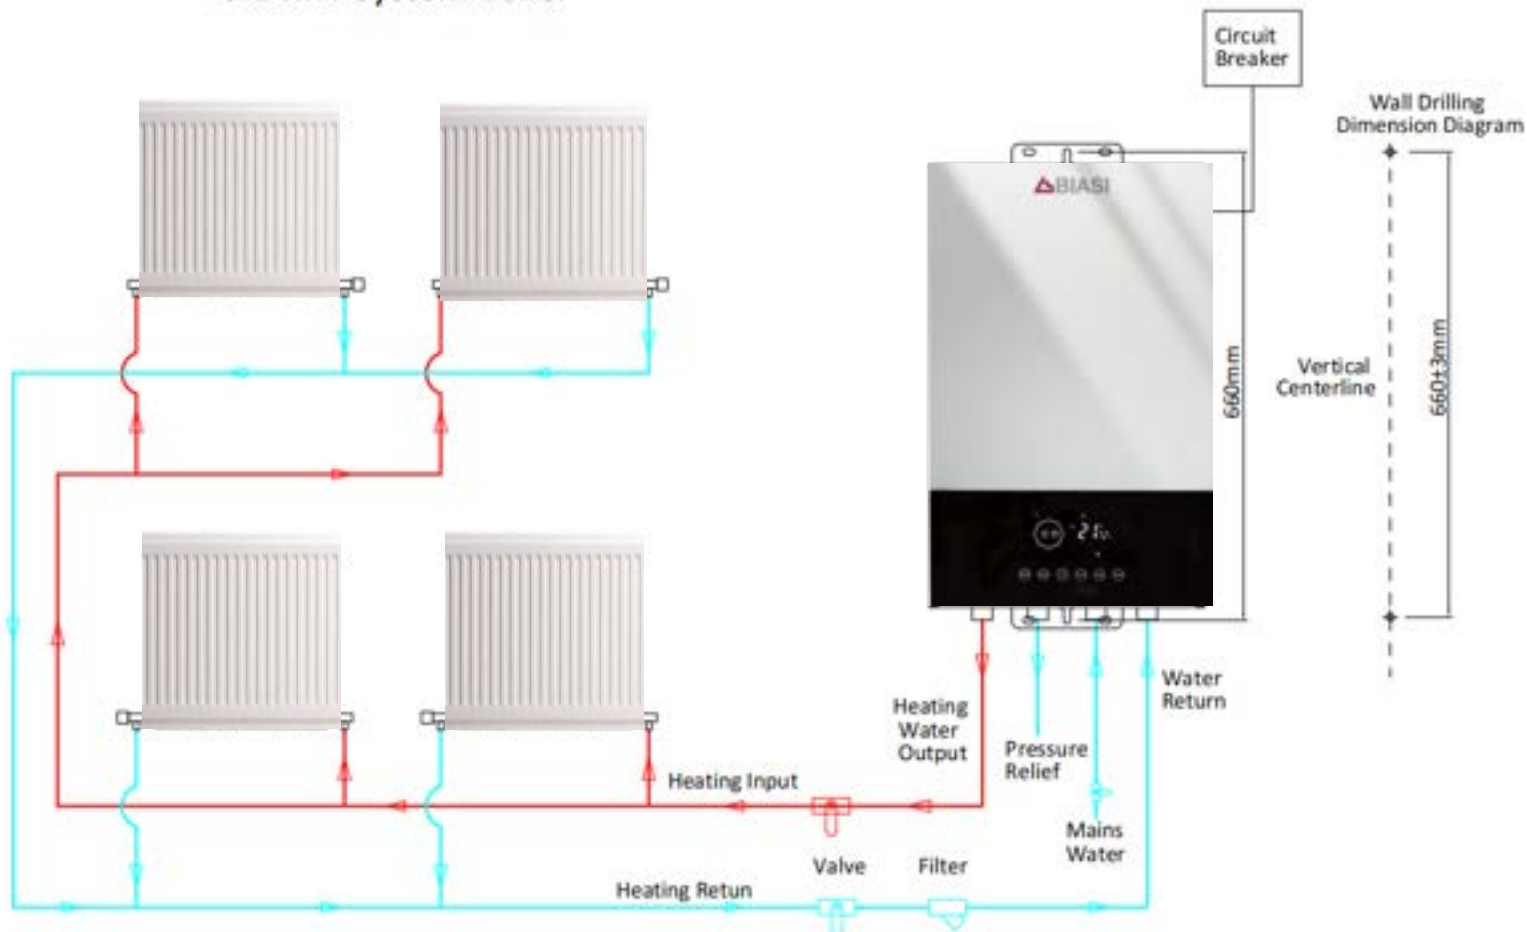 Circuit
Breaker
Wall Drilling
Dimension Diagram
BIASI
660mm
Vertical
Centerline
660±3mm
Water
Return
Heating
Water
Output
Pressure
Relief
Heating Input
Mains
Water
Valve
Filter
Heating Retun